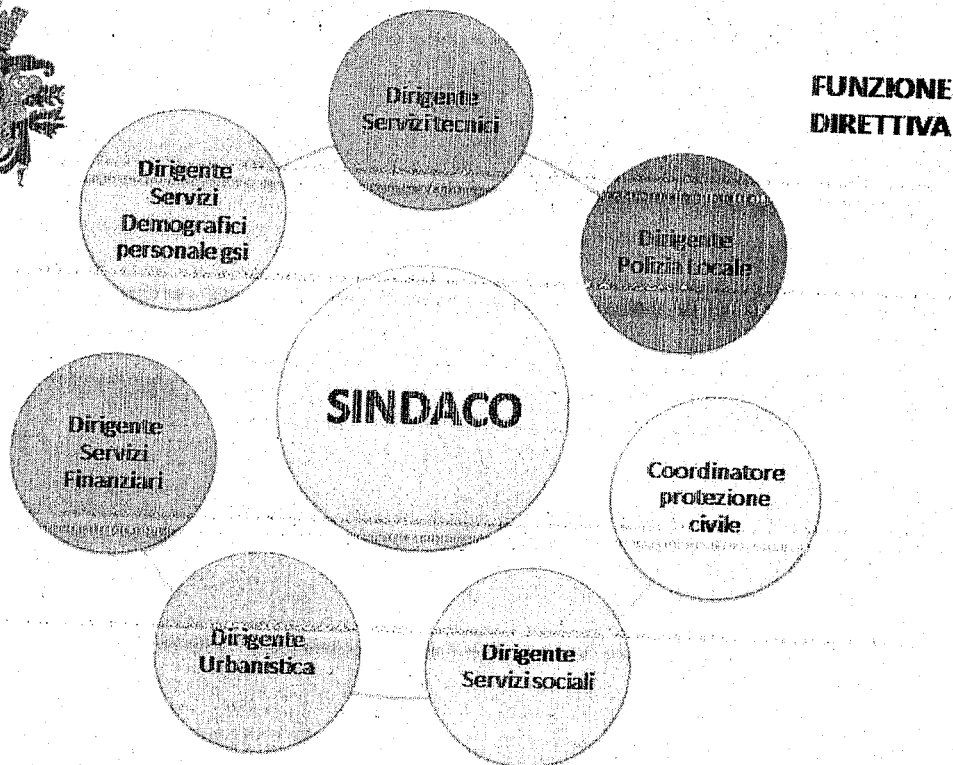 FUNZIONE
DIRETTIVA
Dirigente
Servizi tecnici
Dirigente
Servizi
Demografici
personale gsi
Dirigente
Polizia Locale
SINDACO
Dirigente
Servizi
Finanziari
Coordinatore
protezione
civile
Dirigente
Urbanistica
Dirigente
Servizi sociali